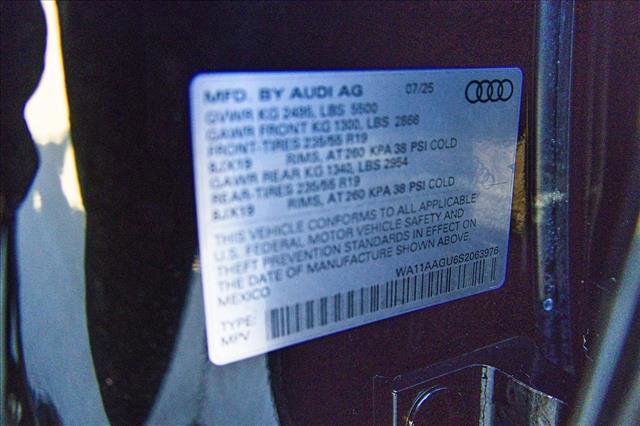 MFD. BY AUDI AG 07/25
GVWR KG 2495, LBS 5500
GAWR FRONT KG 1300, LBS 2866
FRONT-TIRES 235/55 R19
8JX19 RIMS, AT 260 KPA 38 PSI COLD
GAWR REAR KG 1340, LBS 2954
REAR-TIRES 235/55 R19
8JX19 RIMS, AT 260 KPA 38 PSI COLD
THIS VEHICLE CONFORMS TO ALL APPLICABLE
U.S. FEDERAL MOTOR VEHICLE SAFETY AND
THEFT PREVENTION STANDARDS IN EFFECT ON
THE DATE OF MANUFACTURE SHOWN ABOVE.
MEXICO WA11AAGU6S2063976
TYPE:
MPV